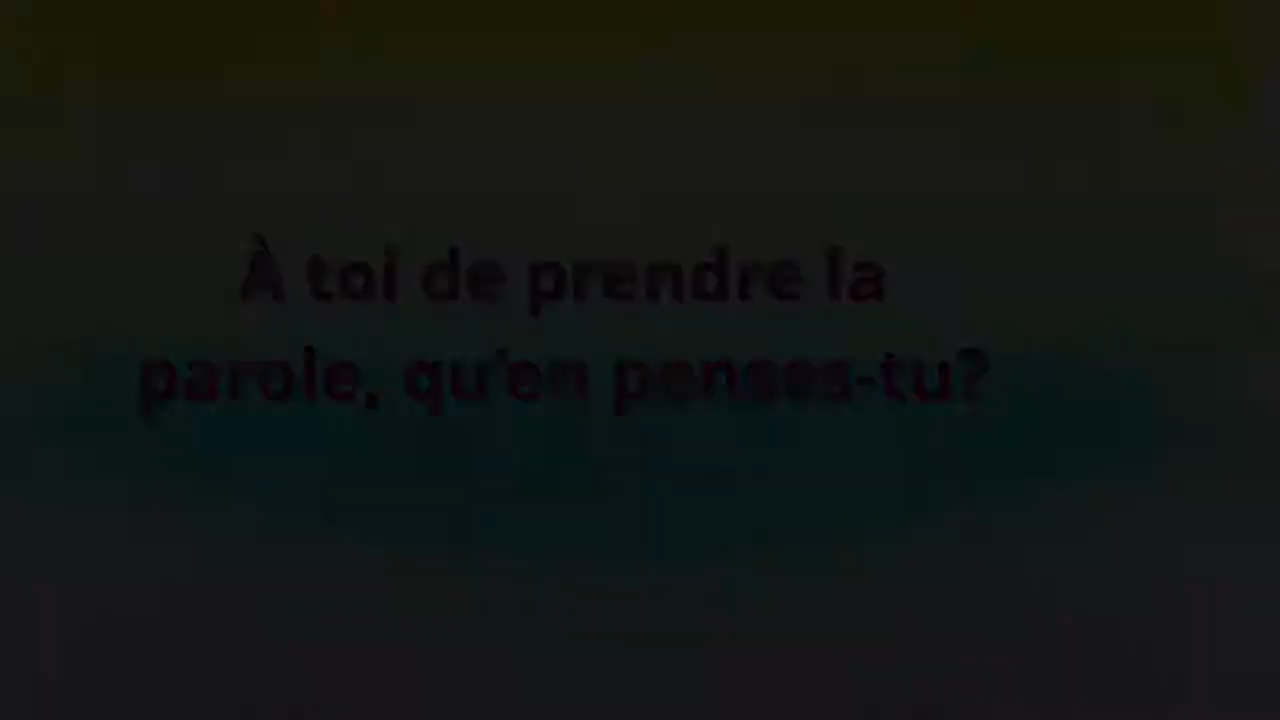 À toi de prendre la
parole, qu'en penses-tu?